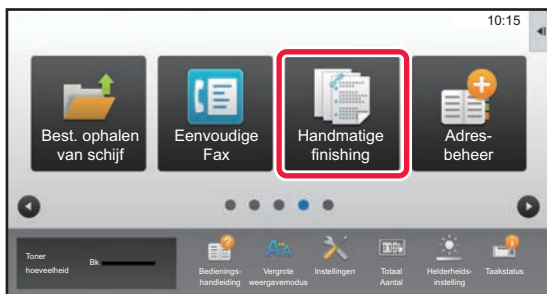 10:15
Best. ophalen
van schijf
Eenvoudige
Fax
Handmatige
finishing
Adres-
beheer
Toner
hoeveelheid
Bk
Bedienings-
handleiding
Vergrote
weergavemodus
Instellingen
Totaal
Aantal
Helderheids-
instelling
Taakstatus